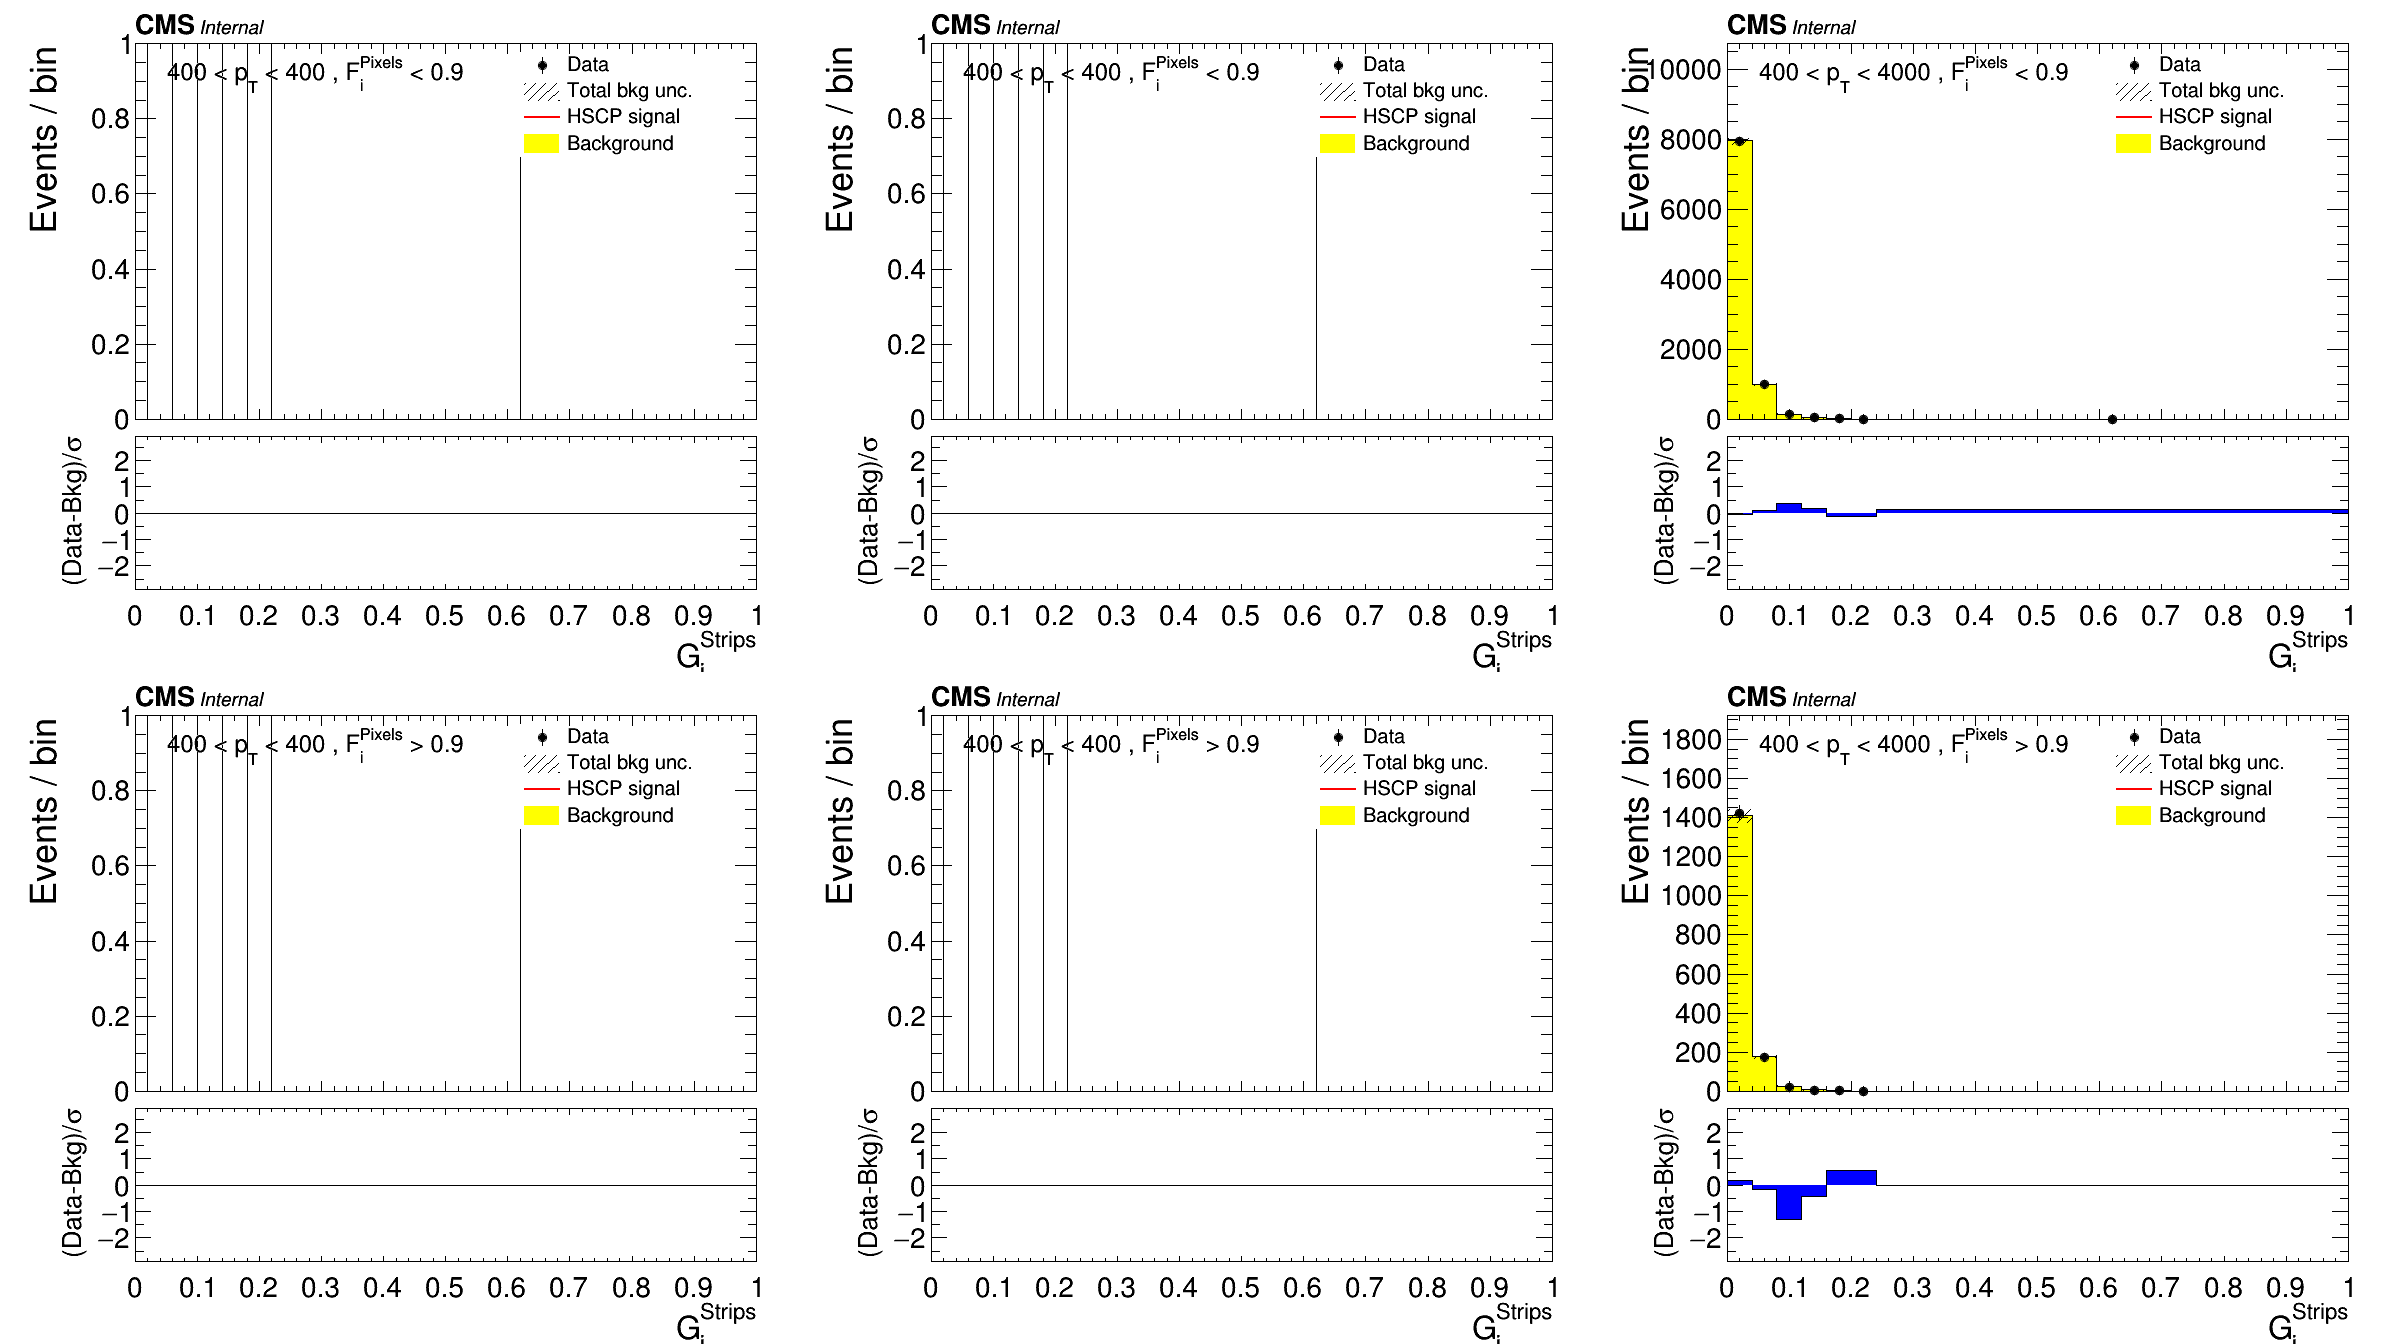 CMS Internal
Events / bin
400 < p_T < 400 , F_i^Pixels < 0.9
Data
Total bkg unc.
HSCP signal
Background
1
0.8
0.6
0.4
0.2
0
(Data-Bkg)/σ
2
1
0
−1
−2
0 0.1 0.2 0.3 0.4 0.5 0.6 0.7 0.8 0.9 1
G_i^Strips
CMS Internal
Events / bin
400 < p_T < 400 , F_i^Pixels < 0.9
Data
Total bkg unc.
HSCP signal
Background
1
0.8
0.6
0.4
0.2
0
(Data-Bkg)/σ
2
1
0
−1
−2
0 0.1 0.2 0.3 0.4 0.5 0.6 0.7 0.8 0.9 1
G_i^Strips
CMS Internal
Events / bin
400 < p_T < 4000 , F_i^Pixels < 0.9
Data
Total bkg unc.
HSCP signal
Background
10000
8000
6000
4000
2000
0
(Data-Bkg)/σ
2
1
0
−1
−2
0 0.1 0.2 0.3 0.4 0.5 0.6 0.7 0.8 0.9 1
G_i^Strips
CMS Internal
Events / bin
400 < p_T < 400 , F_i^Pixels > 0.9
Data
Total bkg unc.
HSCP signal
Background
1
0.8
0.6
0.4
0.2
0
(Data-Bkg)/σ
2
1
0
−1
−2
0 0.1 0.2 0.3 0.4 0.5 0.6 0.7 0.8 0.9 1
G_i^Strips
CMS Internal
Events / bin
400 < p_T < 400 , F_i^Pixels > 0.9
Data
Total bkg unc.
HSCP signal
Background
1
0.8
0.6
0.4
0.2
0
(Data-Bkg)/σ
2
1
0
−1
−2
0 0.1 0.2 0.3 0.4 0.5 0.6 0.7 0.8 0.9 1
G_i^Strips
CMS Internal
Events / bin
400 < p_T < 4000 , F_i^Pixels > 0.9
Data
Total bkg unc.
HSCP signal
Background
1800
1600
1400
1200
1000
800
600
400
200
0
(Data-Bkg)/σ
2
1
0
−1
−2
0 0.1 0.2 0.3 0.4 0.5 0.6 0.7 0.8 0.9 1
G_i^Strips